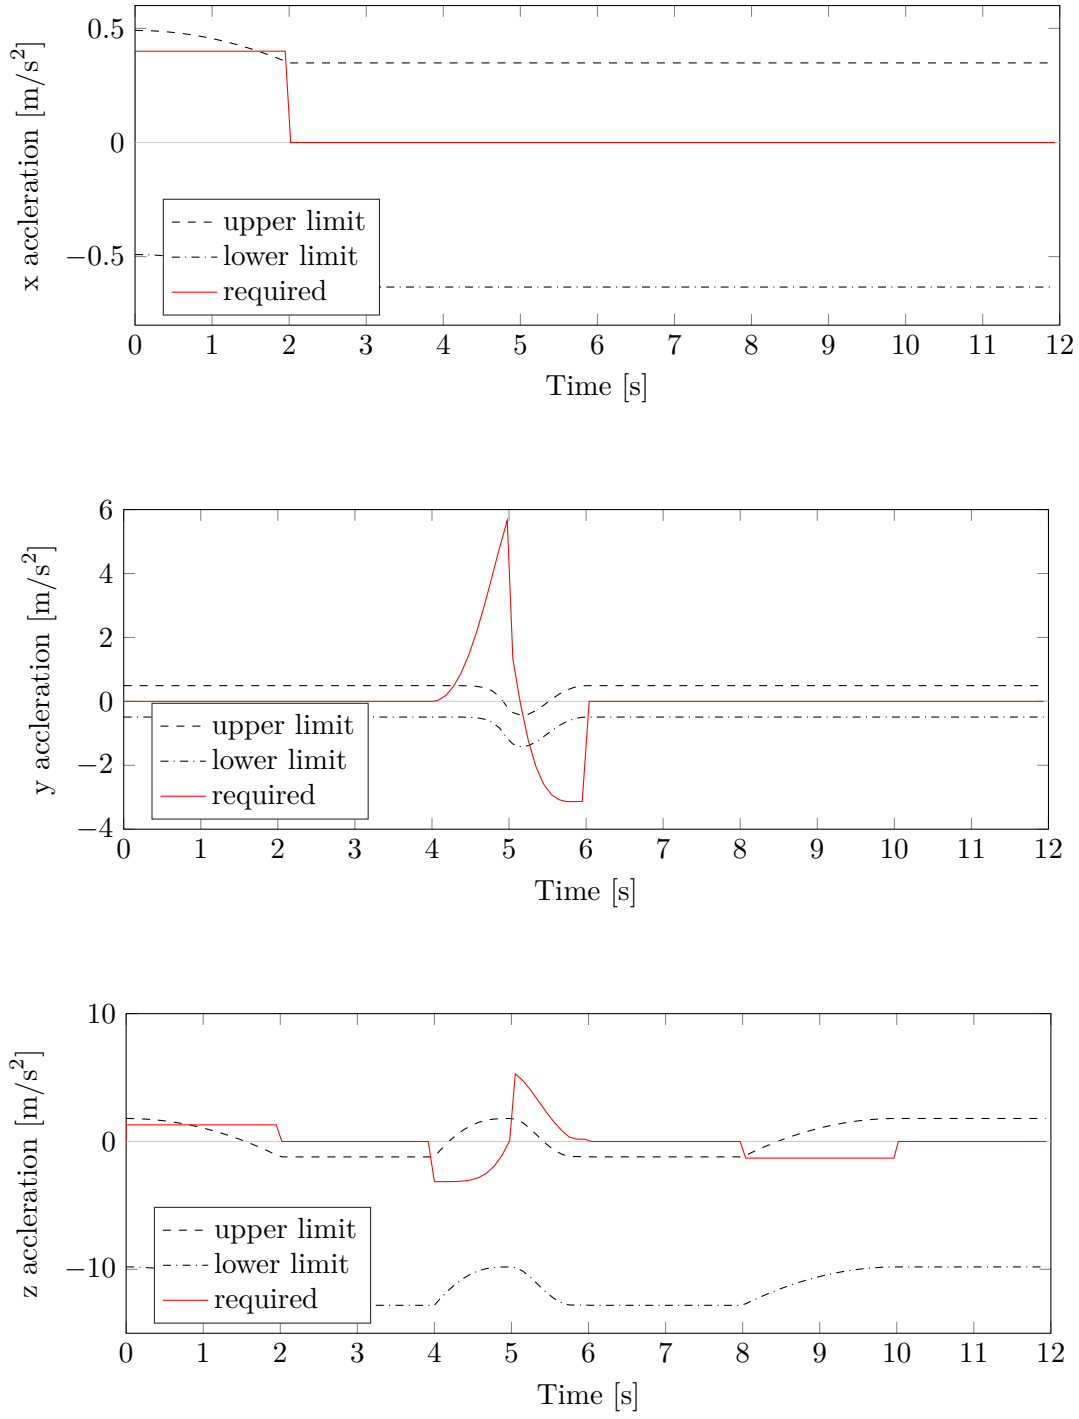 0.5
0
−0.5
x accleration [m/s²]
upper limit
lower limit
required
0 1 2 3 4 5 6 7 8 9 10 11 12
Time [s]
6
4
2
0
−2
−4
y accleration [m/s²]
upper limit
lower limit
required
0 1 2 3 4 5 6 7 8 9 10 11 12
Time [s]
10
0
−10
z accleration [m/s²]
upper limit
lower limit
required
0 1 2 3 4 5 6 7 8 9 10 11 12
Time [s]